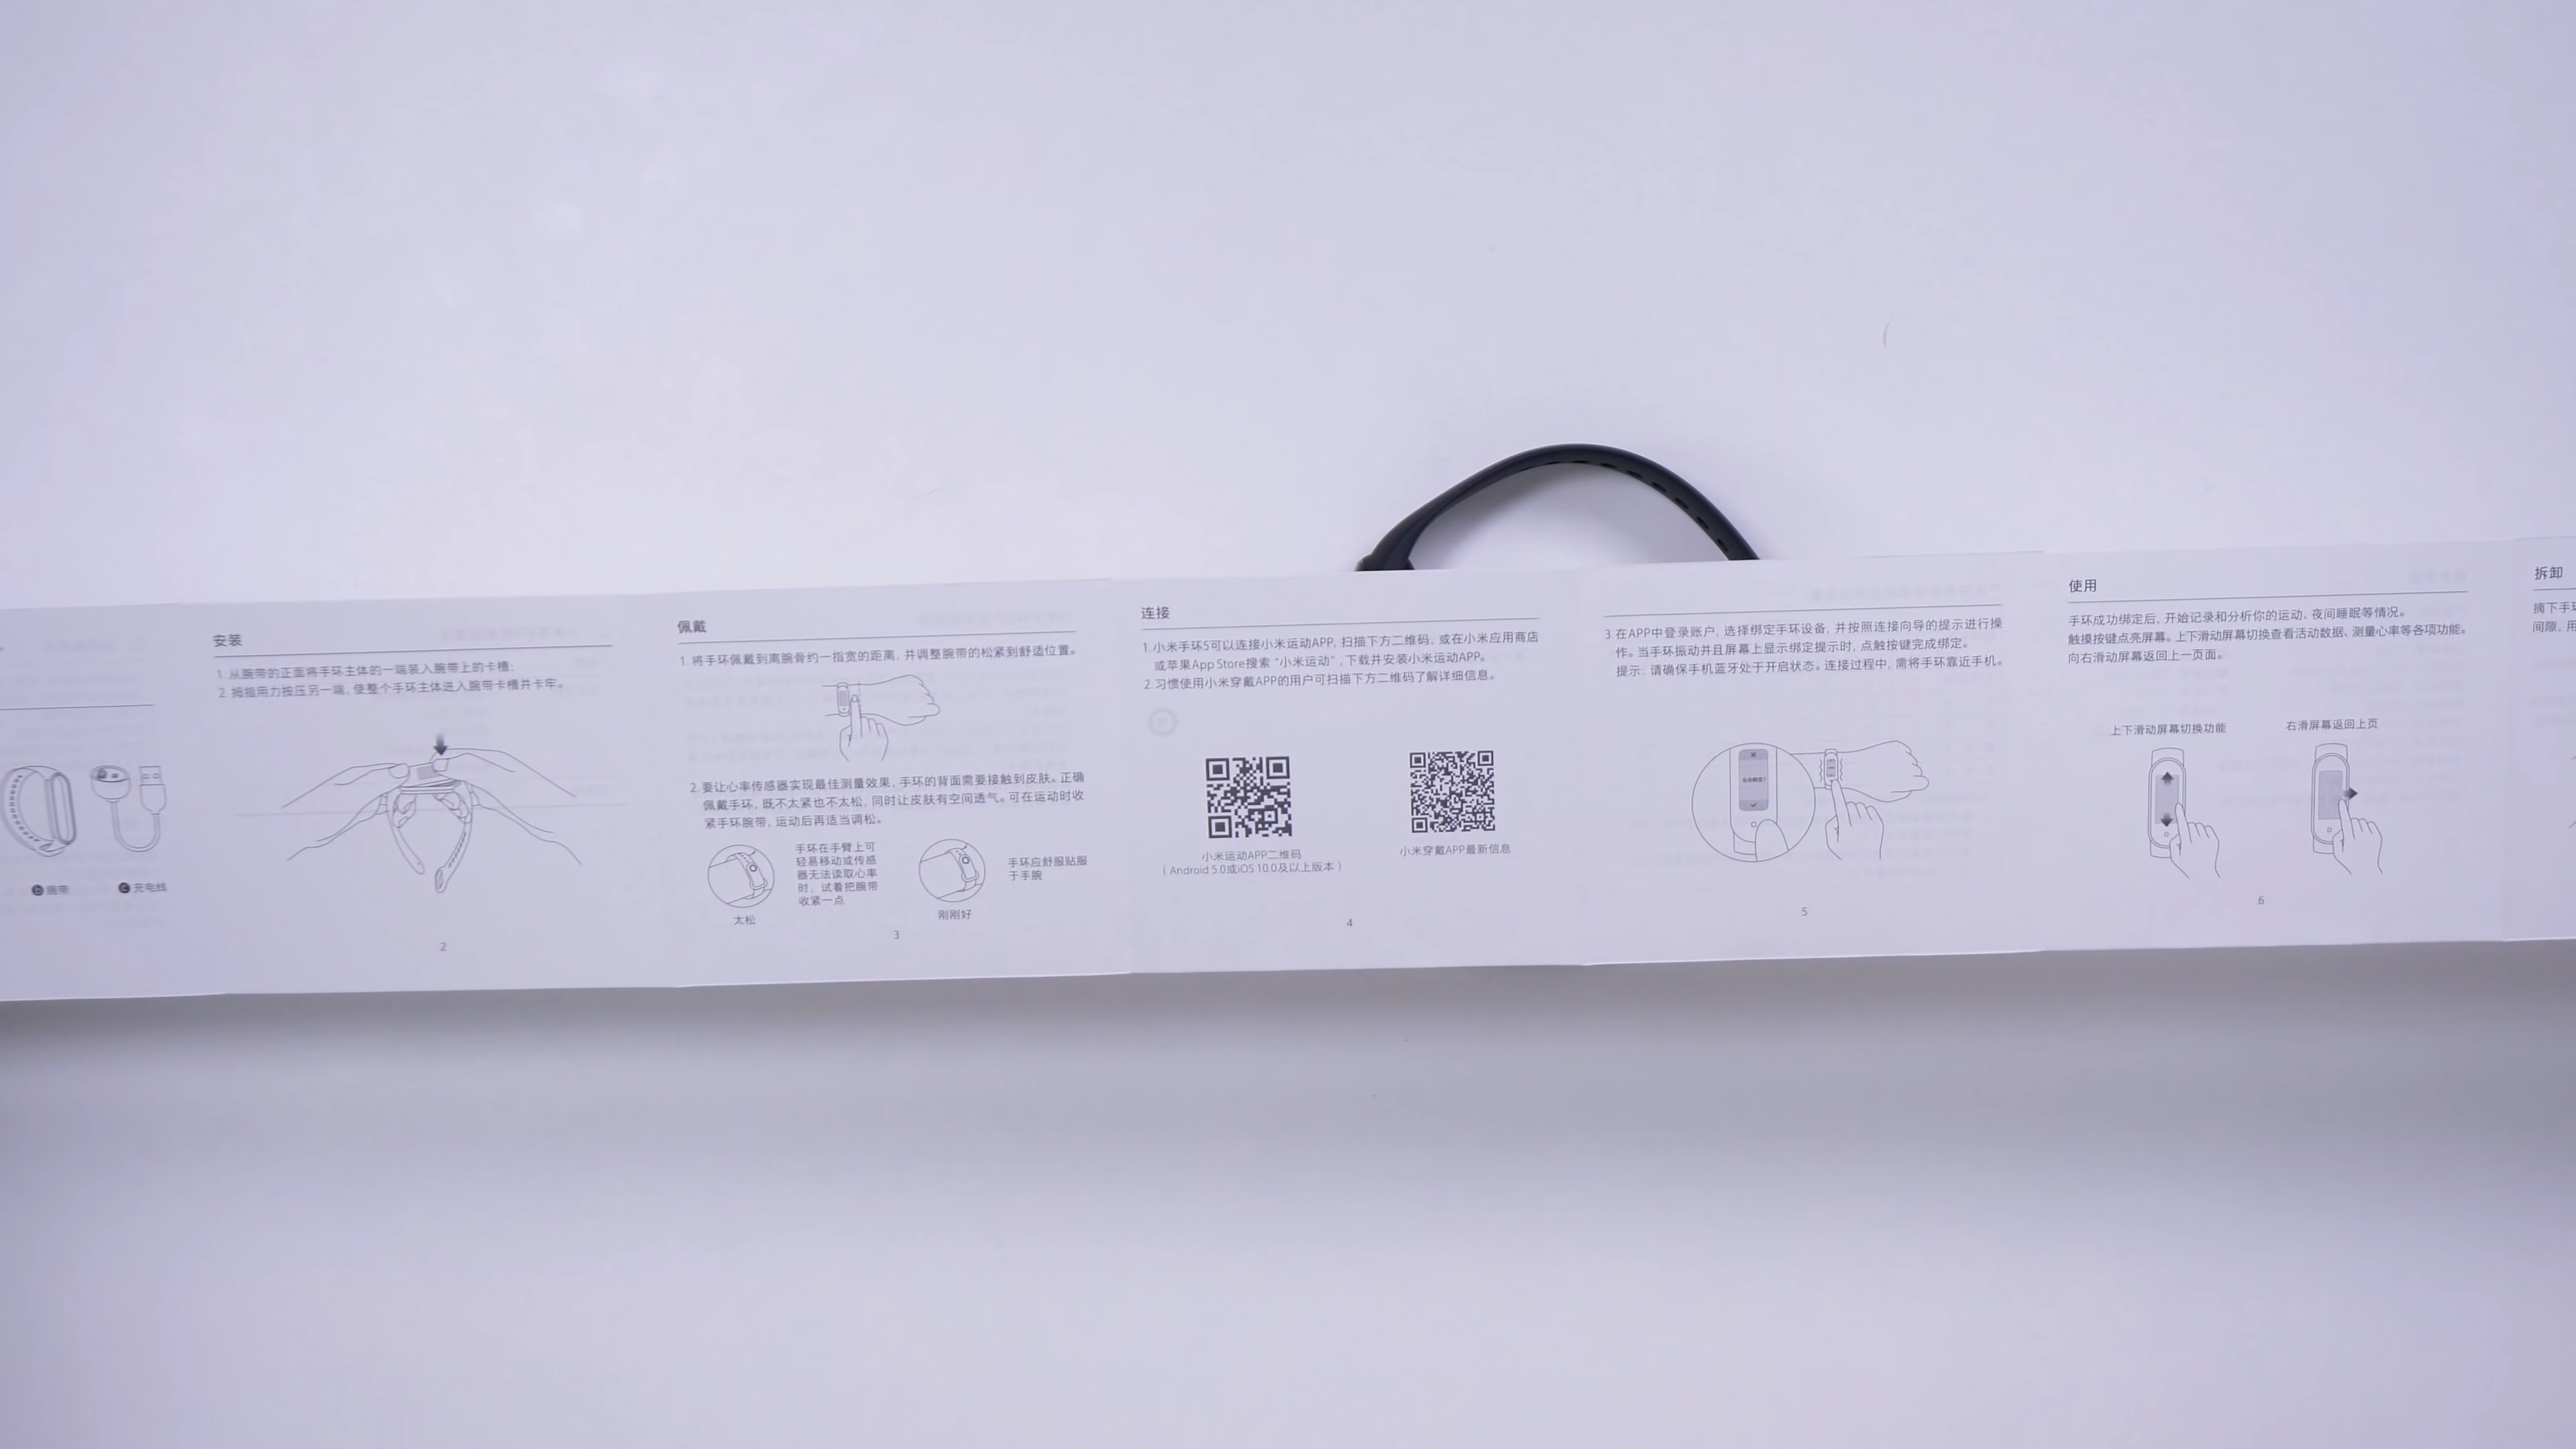 b 腕带
c 充电线
安装
1. 从腕带的正面将手环主体的一端装入腕带上的卡槽;
2. 拇指用力按压另一端, 使整个手环主体进入腕带卡槽并卡牢。
2
佩戴
1. 将手环佩戴到离腕骨约一指宽的距离, 并调整腕带的松紧到舒适位置。
2. 要让心率传感器实现最佳测量效果, 手环的背面需要接触到皮肤。正确
佩戴手环, 既不太紧也不太松, 同时让皮肤有空间透气。可在运动时收
紧手环腕带, 运动后再适当调松。
手环在手臂上可
轻易移动或传感
器无法读取心率
时, 试着把腕带
收紧一点
太松
手环应舒服贴服
于手腕
刚刚好
3
连接
1.小米手环5可以连接小米运动APP, 扫描下方二维码, 或在小米应用商店
或苹果App Store搜索 “小米运动” , 下载并安装小米运动APP。
2. 习惯使用小米穿戴APP的用户可扫描下方二维码了解详细信息。
小米运动APP二维码
( Android 5.0或iOS 10.0及以上版本 )
小米穿戴APP最新信息
4
3 在APP中登录账户, 选择绑定手环设备, 并按照连接向导的提示进行操
作。当手环振动并且屏幕上显示绑定提示时, 点触按键完成绑定。
提示: 请确保手机蓝牙处于开启状态。连接过程中, 需将手环靠近手机。
5
使用
手环成功绑定后, 开始记录和分析你的运动、夜间睡眠等情况。
触摸按键点亮屏幕。上下滑动屏幕切换查看活动数据、测量心率等各项功能。
向右滑动屏幕返回上一页面。
上下滑动屏幕切换功能
右滑屏幕返回上页
6
拆卸
摘下手环
间隙, 用